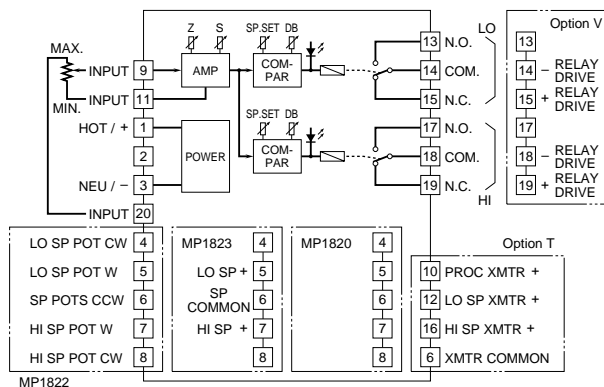 Z S SP.SET DB LO Option V
MAX. 13 N.O. 13
INPUT 9 AMP COM-
PAR 14 COM. 14 − RELAY
DRIVE
MIN. INPUT 11 15 N.C. 15 + RELAY
DRIVE
HOT / + 1 SP.SET DB 17 N.O. 17
2 POWER COM-
PAR 18 COM. 18 − RELAY
DRIVE
NEU / − 3 19 N.C. 19 + RELAY
DRIVE
HI
INPUT 20
LO SP POT CW 4 MP1823 4 MP1820 4 Option T
LO SP POT W 5 LO SP + 5 5 10 PROC XMTR +
SP POTS CCW 6 SP
COMMON 6 6 12 LO SP XMTR +
HI SP POT W 7 HI SP + 7 7 16 HI SP XMTR +
HI SP POT CW 8 8 8 6 XMTR COMMON
MP1822